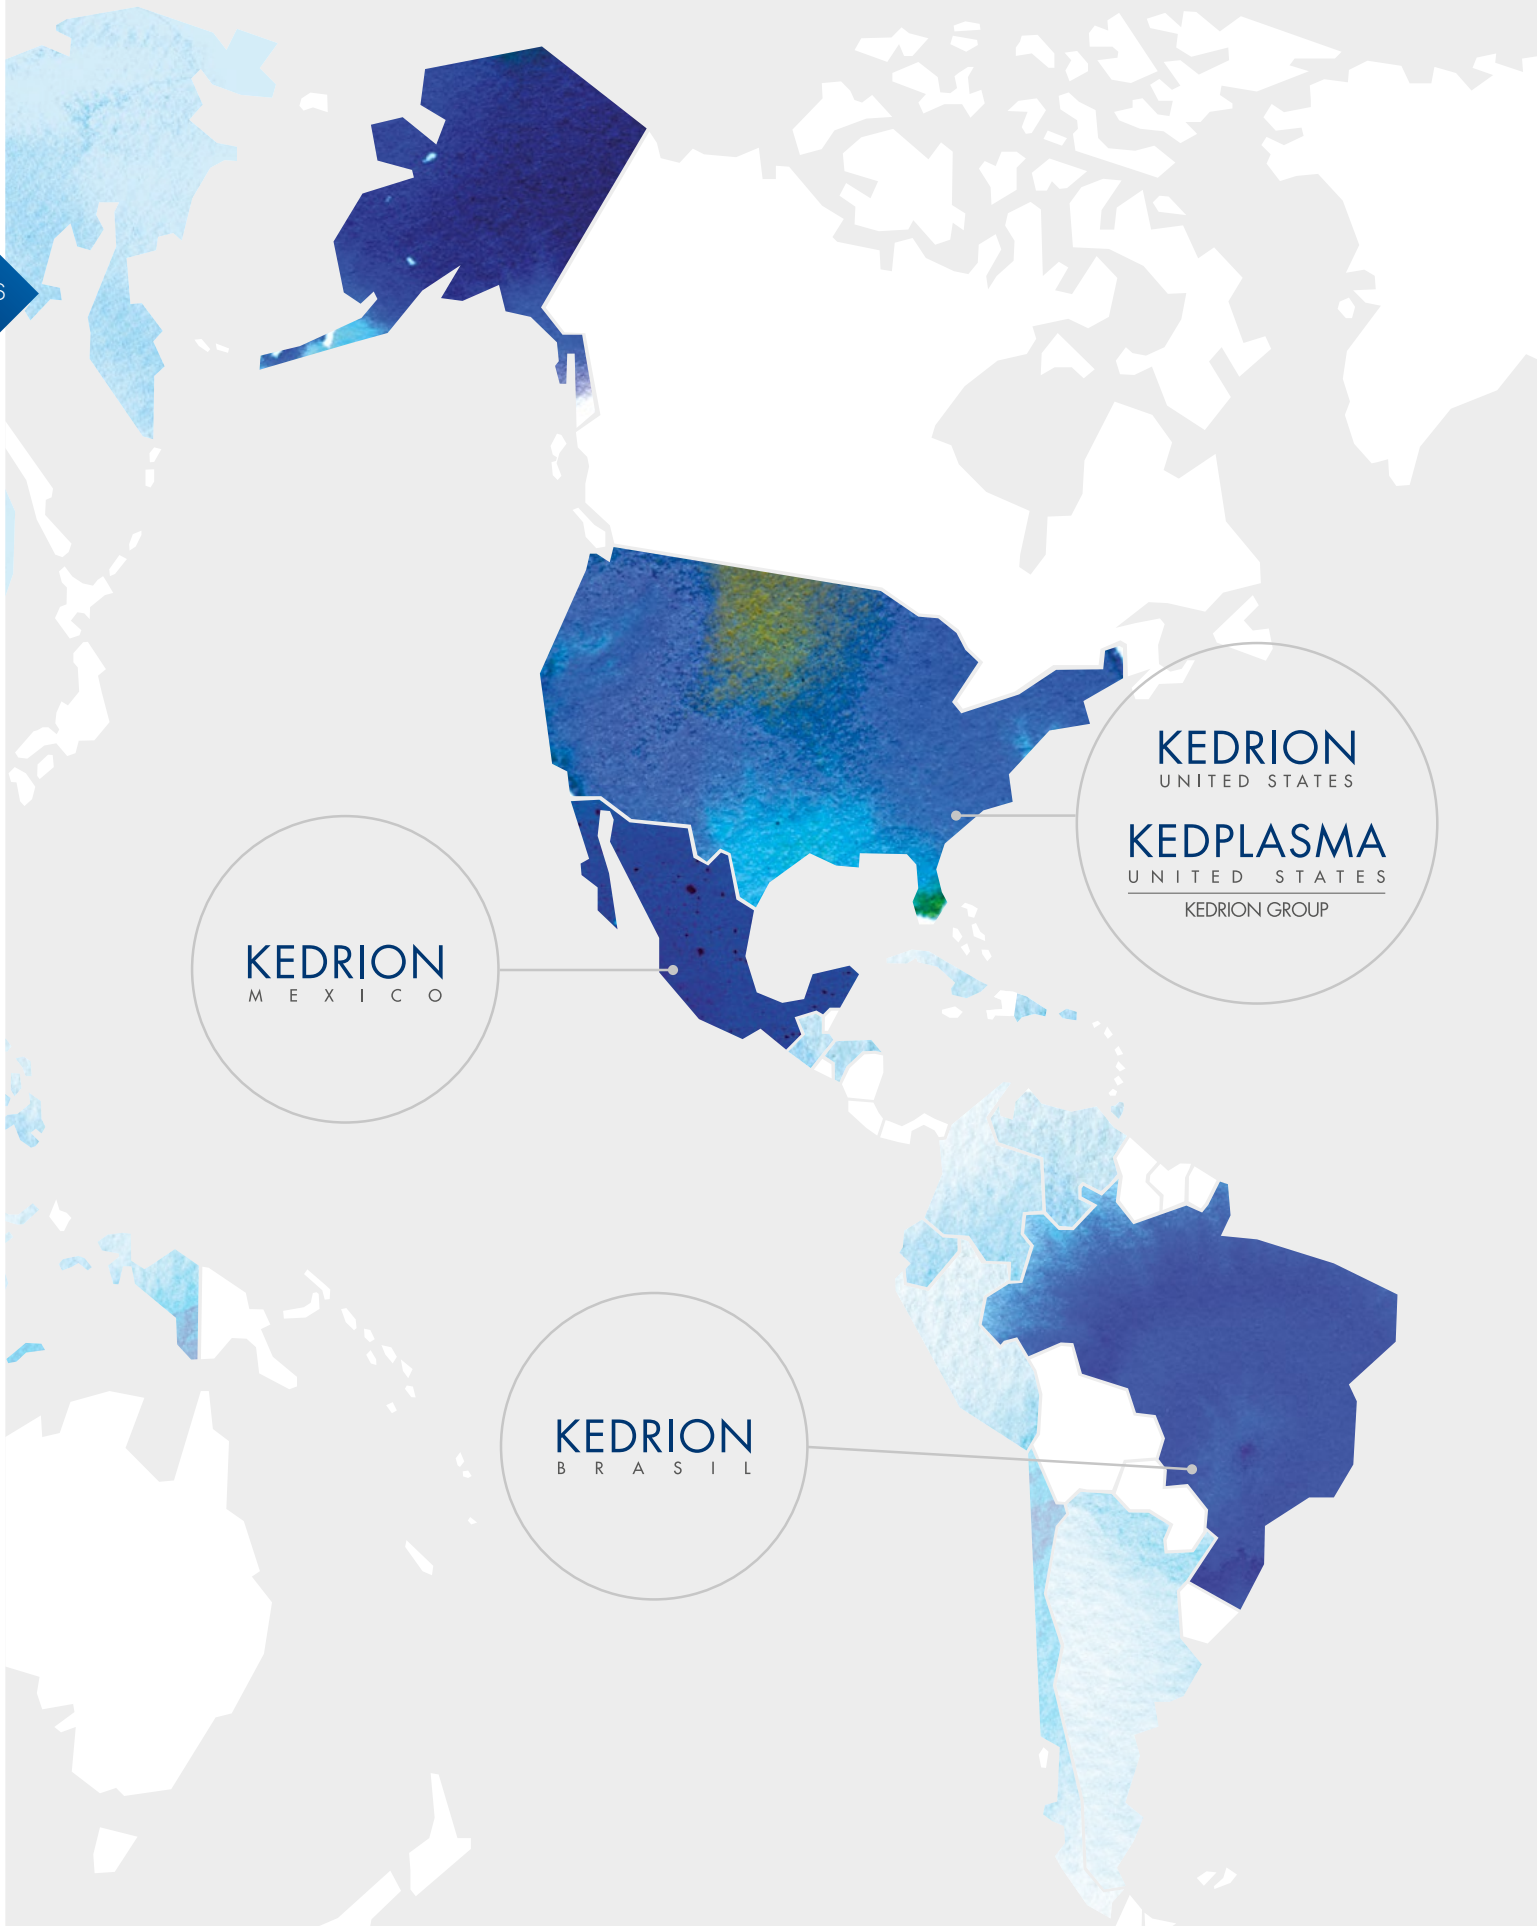 S
KEDRION
UNITED STATES
KEDPLASMA
UNITED STATES
KEDRION GROUP
KEDRION
MEXICO
KEDRION
BRASIL